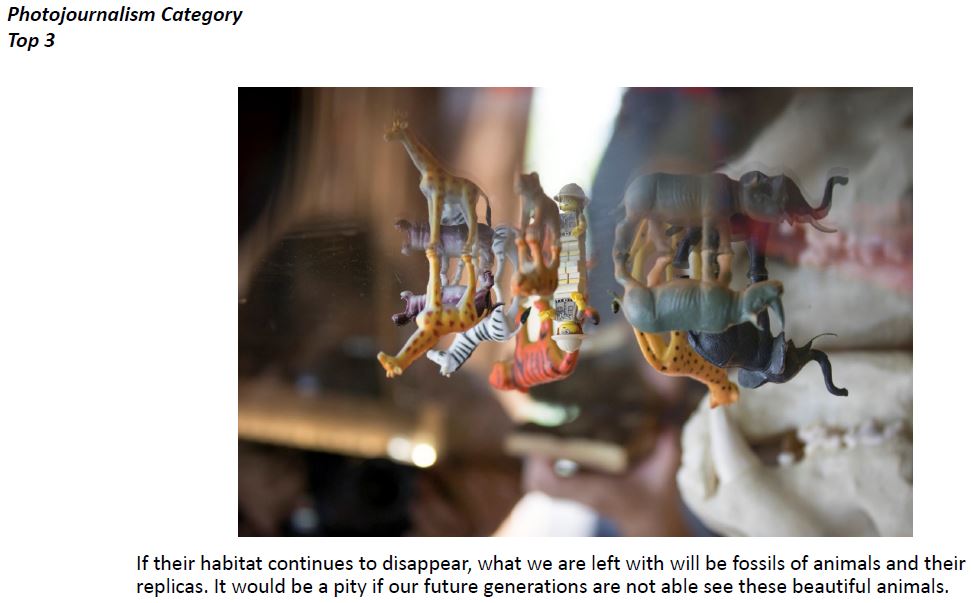 Photojournalism Category
Top 3
If their habitat continues to disappear, what we are left with will be fossils of animals and their
replicas. It would be a pity if our future generations are not able see these beautiful animals.